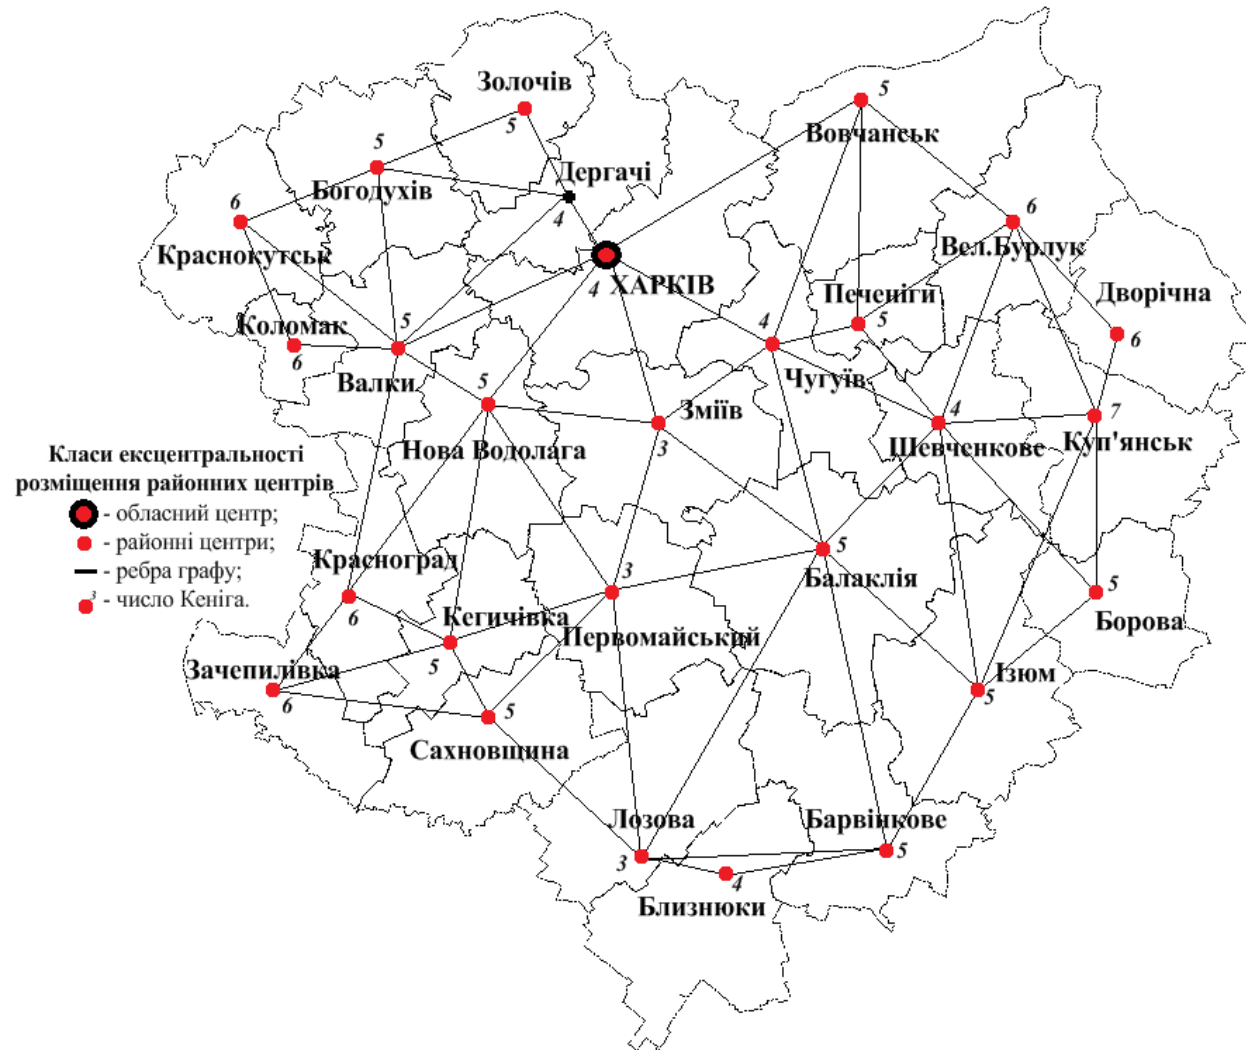 Золочів
5
5
Вовчанськ
5
Богодухів
Дергачі
4
6
Краснокутськ
6
Вел.Бурлук
ХАРКІВ
4
Печеніги
5
Дворічна
6
Коломак
6
5
Валки
4
Чугуїв
5
Нова Водолага
Зміїв
3
4
Шевченкове
7
Куп'янськ
Класи ексцентральності
розміщення районних центрів
- обласний центр;
- районні центри;
- ребра графу;
3 - число Кеніга.
Красноград
6
Кегичівка
5
3
Первомайський
5
Балаклія
5
Борова
Зачепилівка
6
5
Сахновщина
Ізюм
5
Лозова
3
Барвінкове
5
4
Близнюки